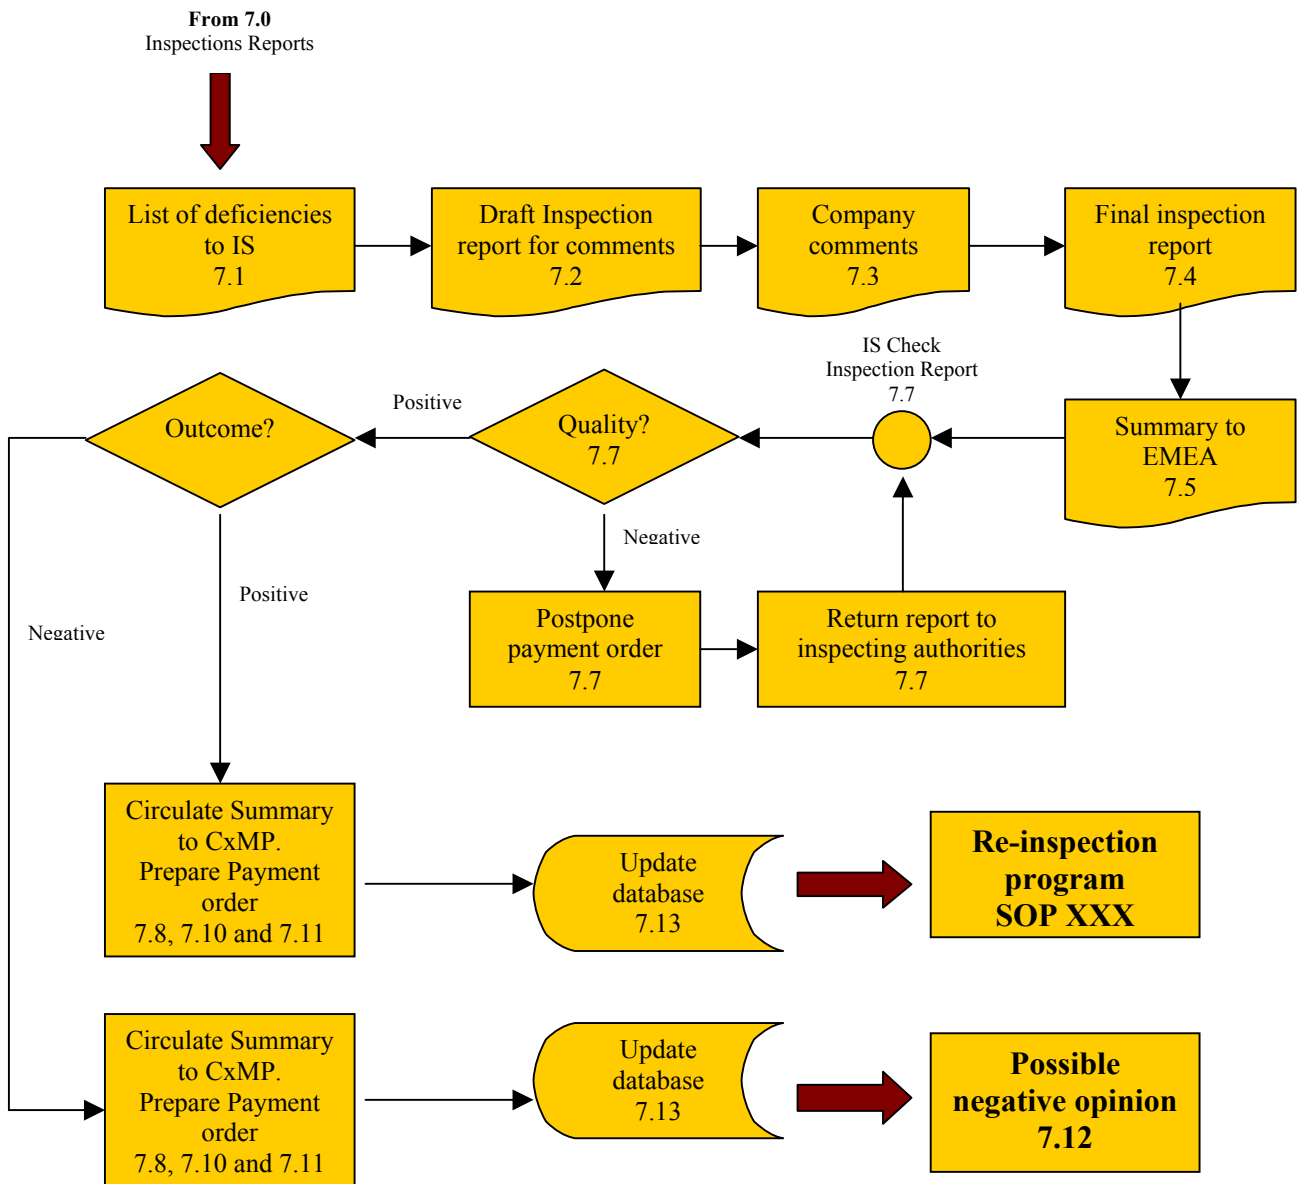 From 7.0
Inspections Reports
List of deficiencies
to IS
7.1
Draft Inspection
report for comments
7.2
Company
comments
7.3
Final inspection
report
7.4
IS Check
Inspection Report
7.7
Outcome?
Positive
Quality?
7.7
Summary to
EMEA
7.5
Negative
Positive
Negative
Postpone
payment order
7.7
Return report to
inspecting authorities
7.7
Circulate Summary
to CxMP.
Prepare Payment
order
7.8, 7.10 and 7.11
Update
database
7.13
Re-inspection
program
SOP XXX
Circulate Summary
to CxMP.
Prepare Payment
order
7.8, 7.10 and 7.11
Update
database
7.13
Possible
negative opinion
7.12